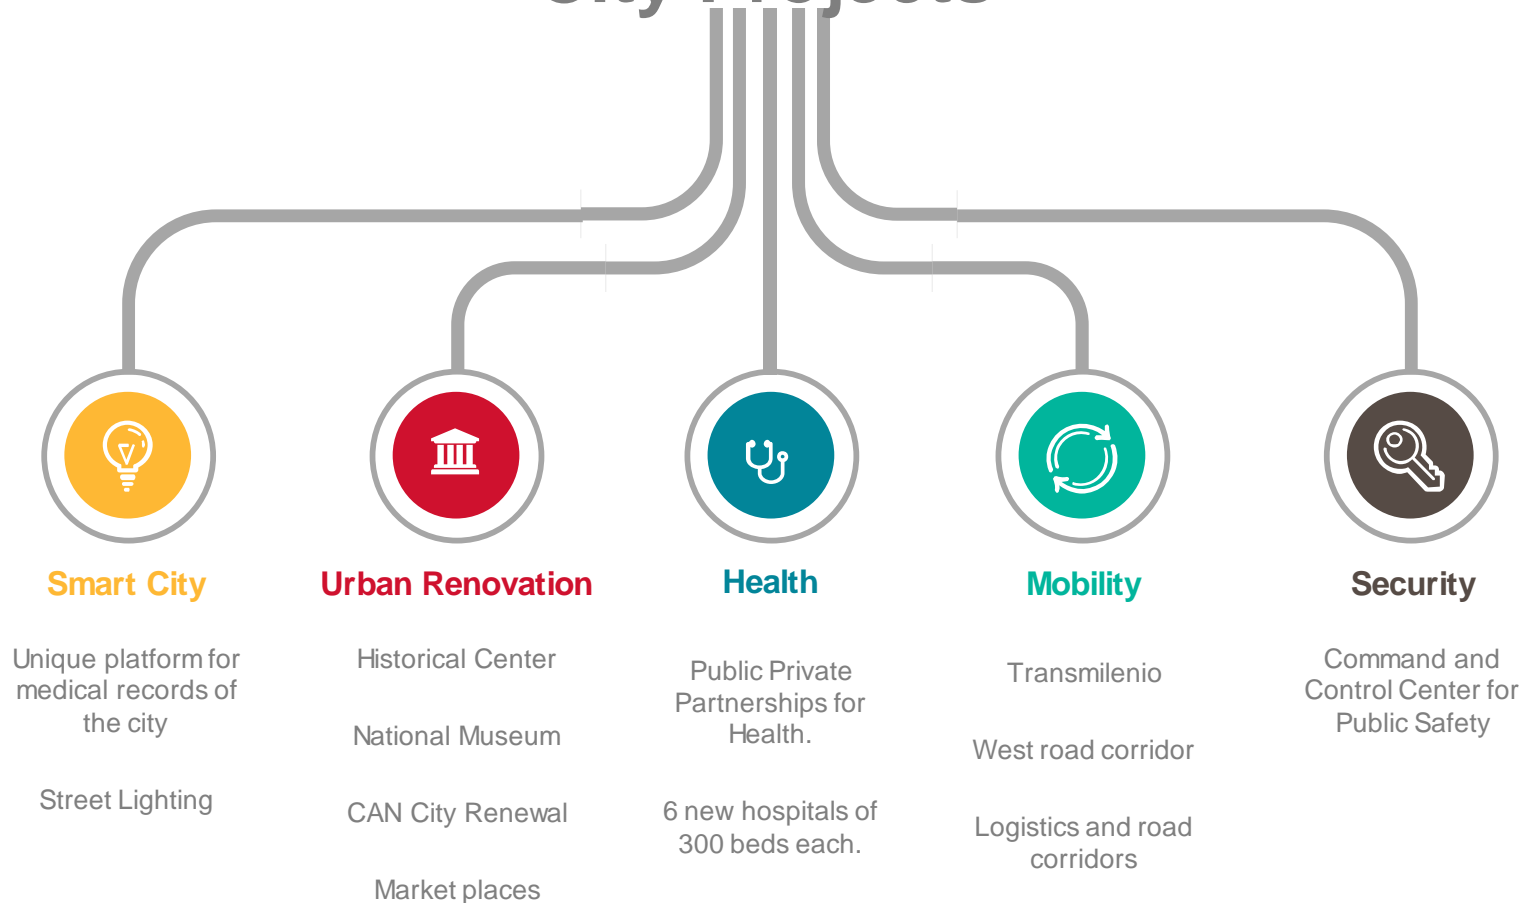 City Projects
Smart City
Unique platform for
medical records of
the city
Street Lighting
Urban Renovation
Historical Center
National Museum
CAN City Renewal
Market places
Health
Public Private
Partnerships for
Health.
6 new hospitals of
300 beds each.
Mobility
Transmilenio
West road corridor
Logistics and road
corridors
Security
Command and
Control Center for
Public Safety